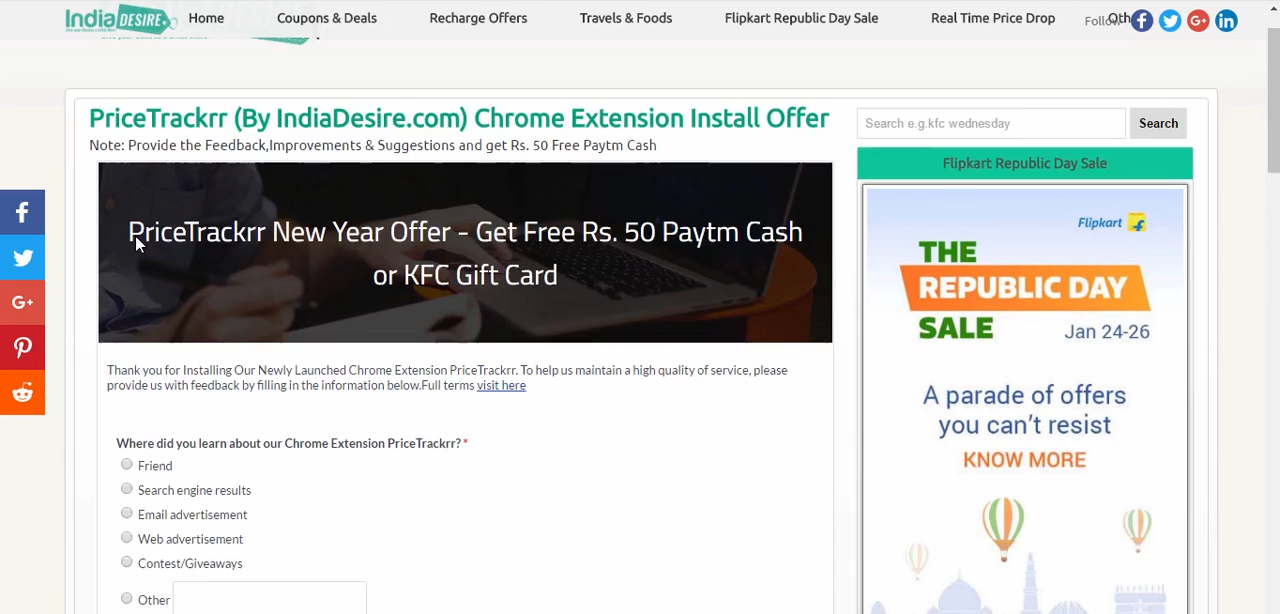 India DESIRE
Home
Coupons & Deals
Recharge Offers
Travels & Foods
Flipkart Republic Day Sale
Real Time Price Drop
Oth
Follow
PriceTrackrr (By IndiaDesire.com) Chrome Extension Install Offer
Note: Provide the Feedback,Improvements & Suggestions and get Rs. 50 Free Paytm Cash
PriceTrackrr New Year Offer - Get Free Rs. 50 Paytm Cash
or KFC Gift Card
Thank you for Installing Our Newly Launched Chrome Extension PriceTrackrr. To help us maintain a high quality of service, please
provide us with feedback by filling in the information below.Full terms visit here
Where did you learn about our Chrome Extension PriceTrackrr? *
Friend
Search engine results
Email advertisement
Web advertisement
Contest/Giveaways
Other
Search e.g.kfc wednesday
Search
Flipkart Republic Day Sale
Flipkart
THE
REPUBLIC DAY
SALE
Jan 24-26
A parade of offers
you can't resist
KNOW MORE